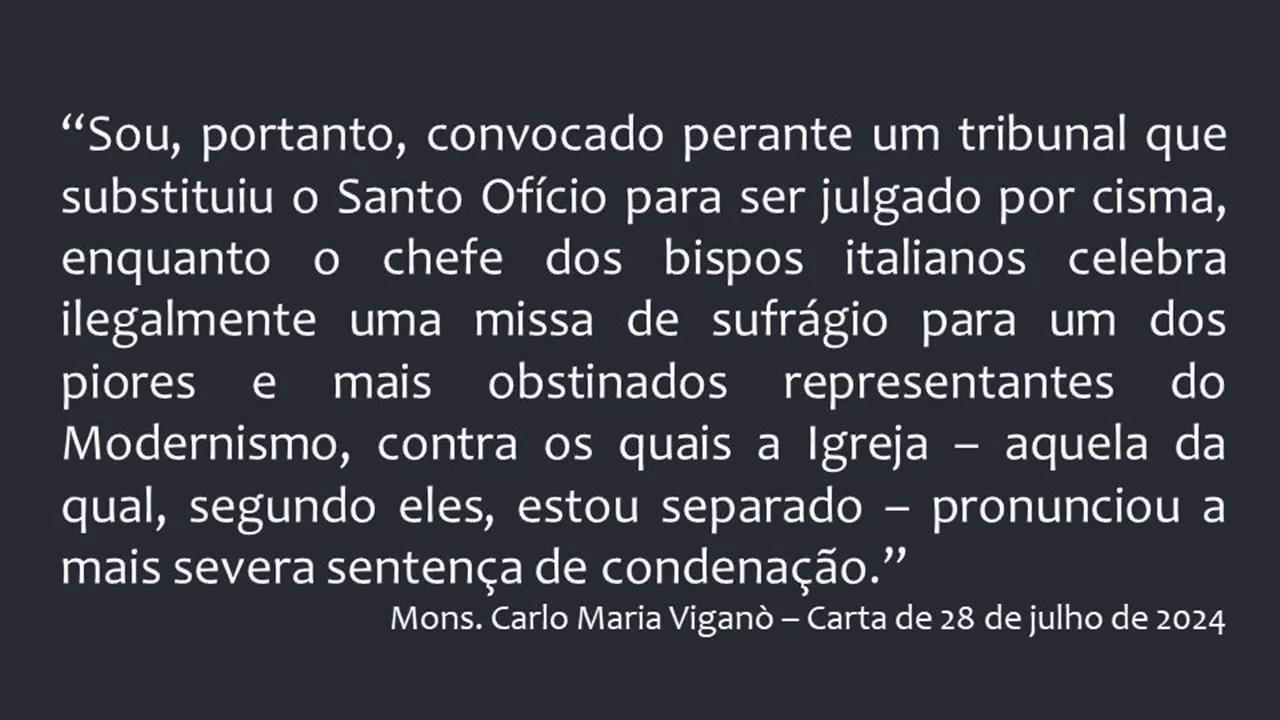 “Sou, portanto, convocado perante um tribunal que
substituiu o Santo Ofício para ser julgado por cisma,
enquanto o chefe dos bispos italianos celebra
ilegalmente uma missa de sufrágio para um dos
piores e mais obstinados representantes do
Modernismo, contra os quais a Igreja – aquela da
qual, segundo eles, estou separado – pronunciou a
mais severa sentença de condenação.”
Mons. Carlo Maria Viganò – Carta de 28 de julho de 2024